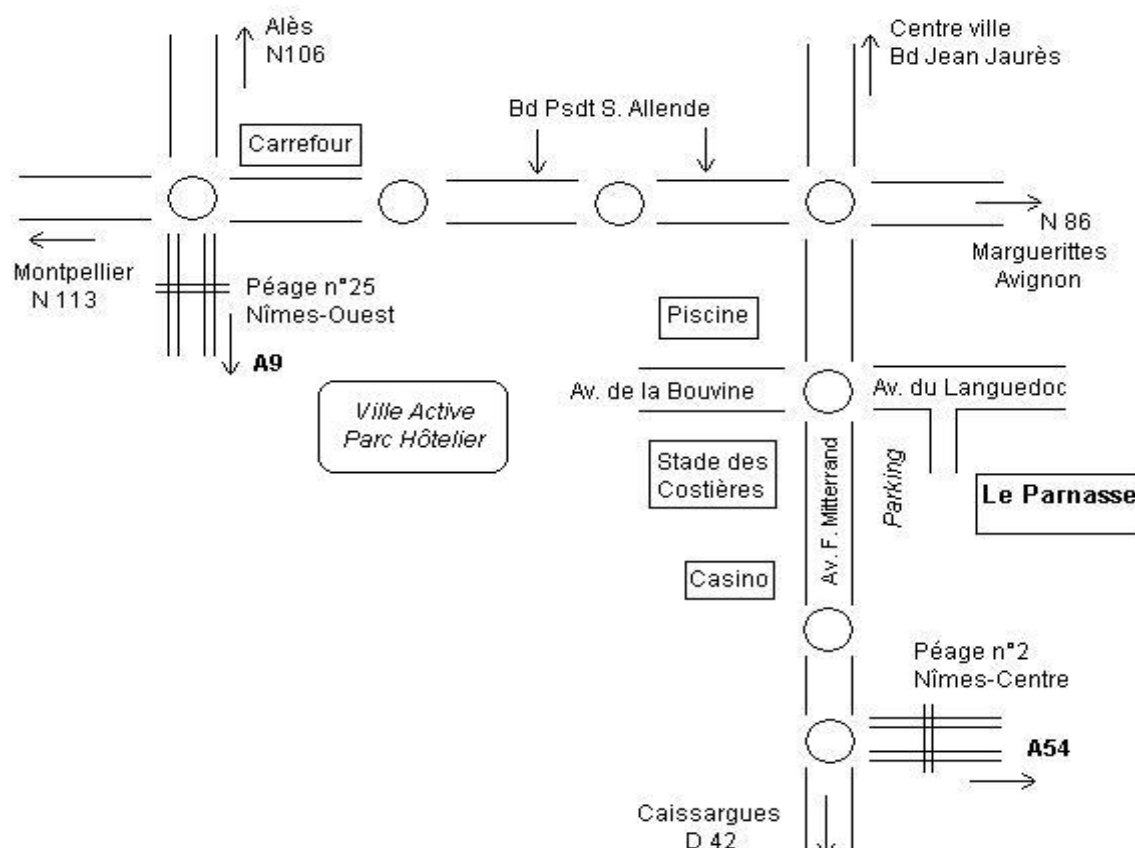 Alès
N106
Centre ville
Bd Jean Jaurès
Bd Psdt S. Allende
Carrefour
Montpellier
N 113
Péage n°25
Nîmes-Ouest
A9
N 86
Marguerittes
Avignon
Piscine
Av. de la Bouvine
Av. du Languedoc
Ville Active
Parc Hôtelier
Stade des
Costières
Av. F. Mitterrand
Parking
Le Parnasse
Casino
Péage n°2
Nîmes-Centre
A54
Caissargues
D 42